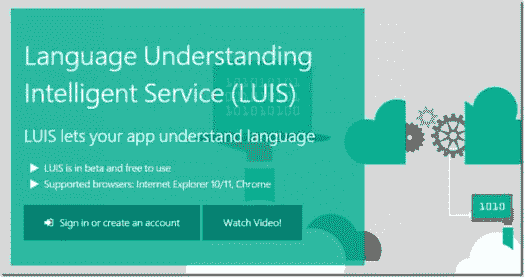 Language Understanding
Intelligent Service (LUIS)
LUIS lets your app understand language
LUIS is in beta and free to use
Supported browsers: Internet Explorer 10/11, Chrome
Sign in or create an account
Watch Video!
1010